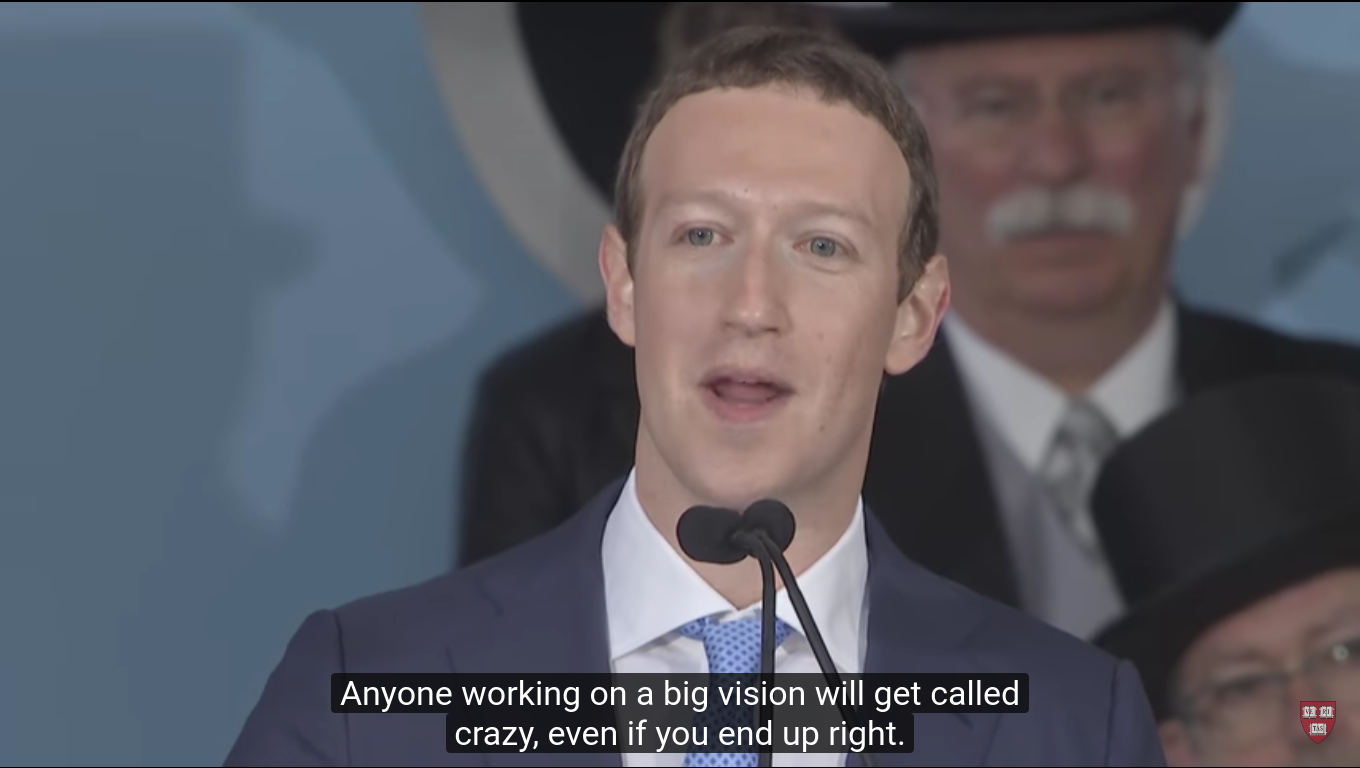 Anyone working on a big vision will get called
crazy, even if you end up right.